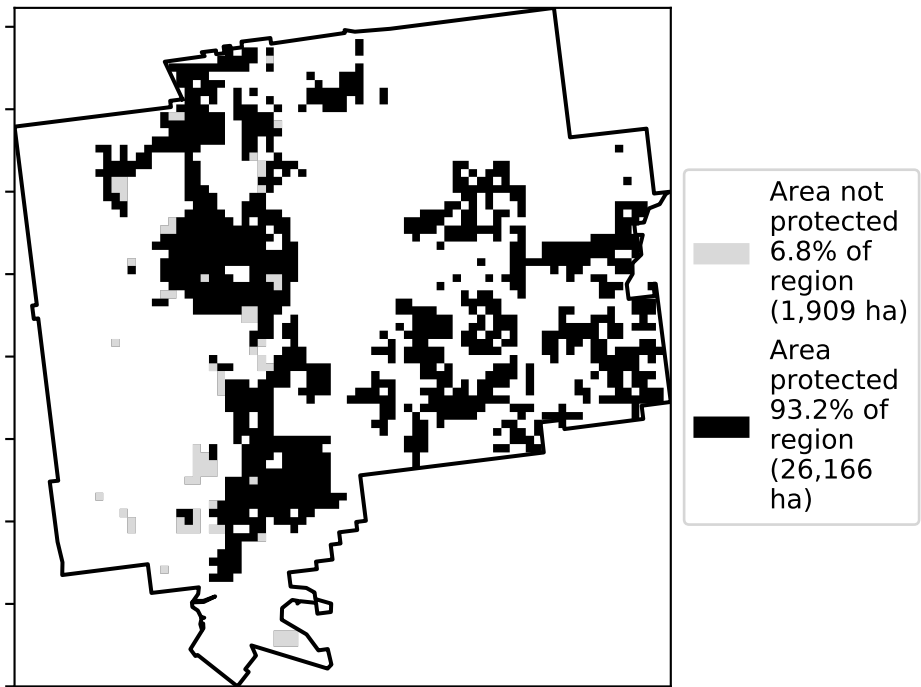 Area not
protected
6.8% of
region
(1,909 ha)
Area
protected
93.2% of
region
(26,166
ha)